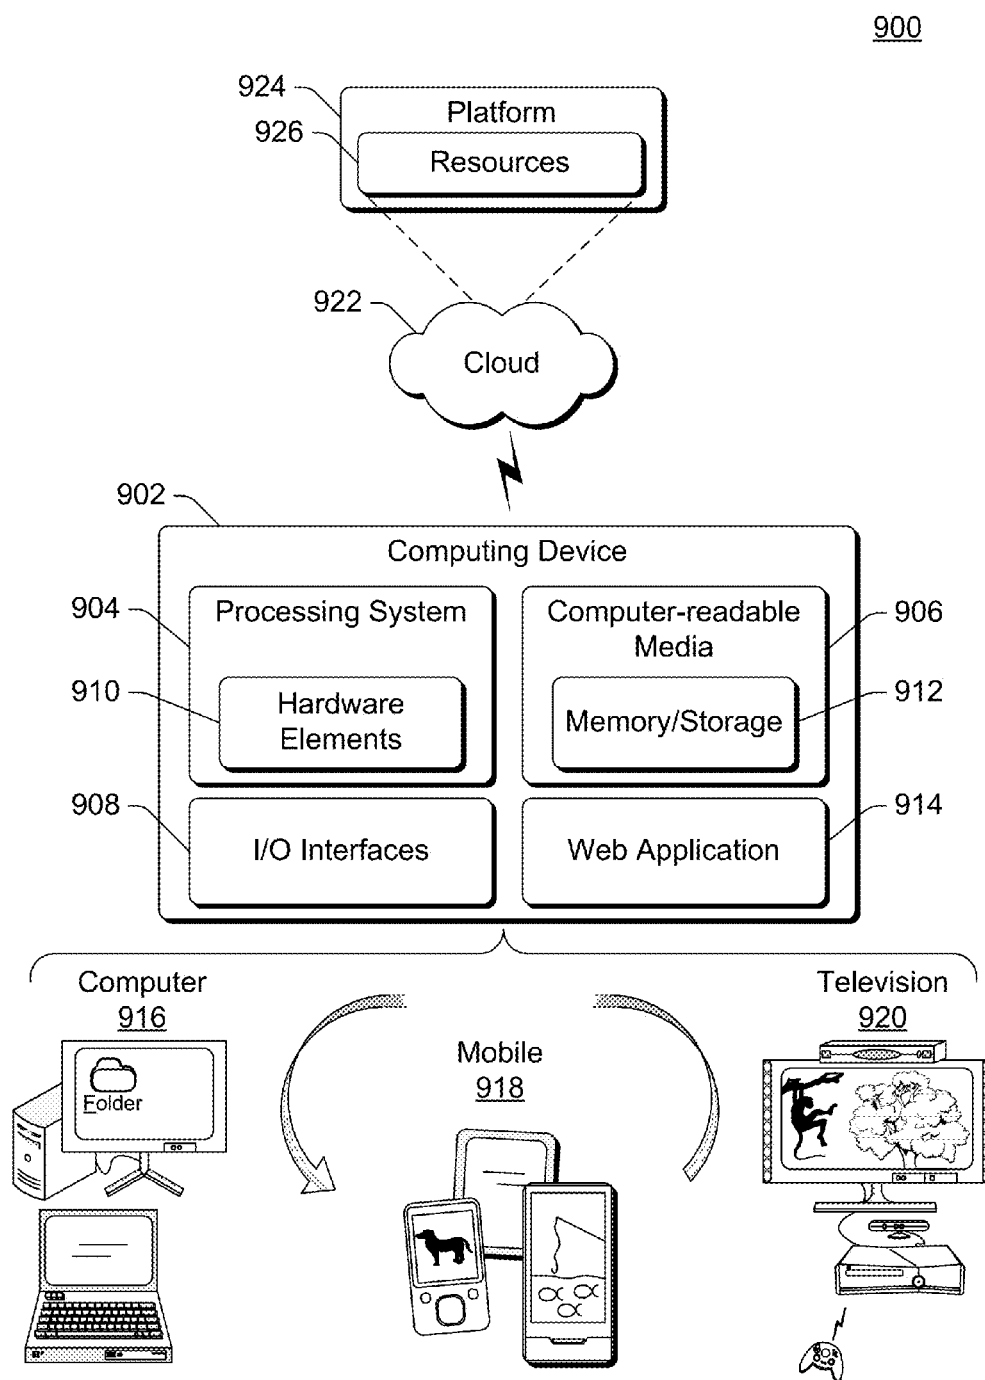 900
924
Platform
926
Resources
922
Cloud
902
Computing Device
904
Processing System
Computer-readable
Media
906
910
Hardware
Elements
Memory/Storage
912
908
I/O Interfaces
Web Application
914
Computer
916
Television
920
Mobile
918
Folder